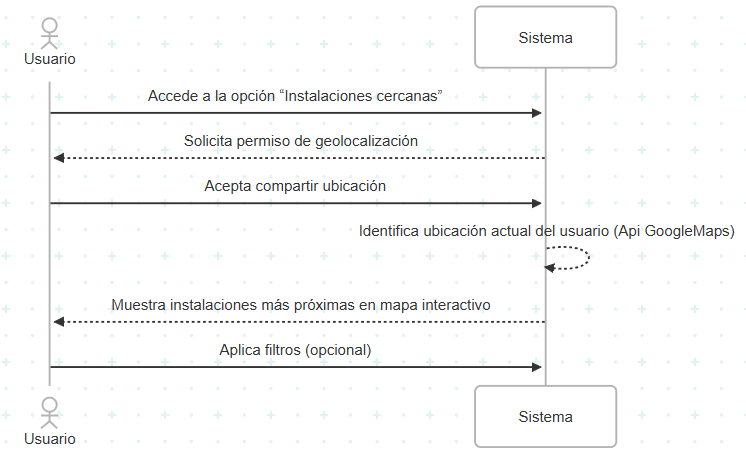 Usuario
Sistema
Accede a la opción “Instalaciones cercanas”
Solicita permiso de geolocalización
Acepta compartir ubicación
Identifica ubicación actual del usuario (Api GoogleMaps)
Muestra instalaciones más próximas en mapa interactivo
Aplica filtros (opcional)
Usuario
Sistema